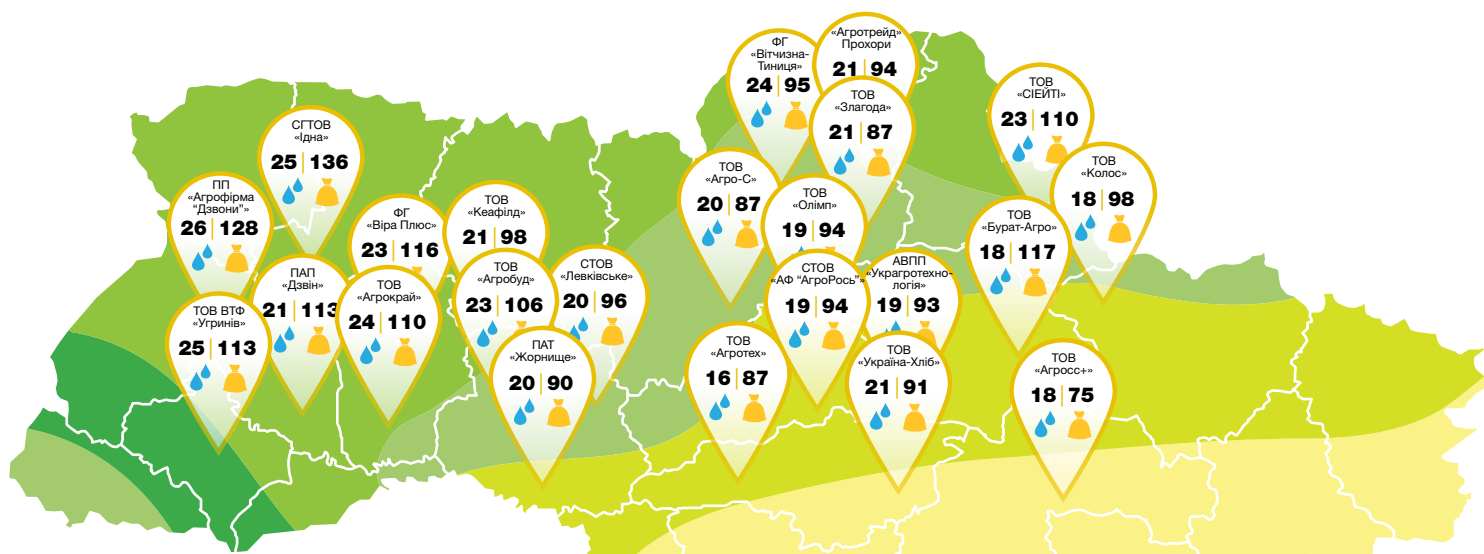 ФГ
«Вітчизна-
Тиниця»
24|95
«Агротрейд»
Прохори
21|94
ТОВ
«Злагода»
21|87
ТОВ
«СІЕЙТІ»
23|110
СГТОВ
«Їдна»
25|136
ТОВ
«Колос»
18|98
ПП
«Агрофірма
“Дзвони”»
26|128
ФГ
«Віра Плюс»
23|116
ТОВ
«Кеафілд»
21|98
ТОВ
«Агро-С»
20|87
ТОВ
«Олімп»
19|94
ТОВ
«Бурат-Агро»
18|117
ПАП
«Дзвін»
21|113
ТОВ
«Агрокрай»
24|110
ТОВ
«Агробуд»
23|106
СТОВ
«Левківське»
20|96
СТОВ
«АФ “АгроРось”»
19|94
АВПП
«Украгротехно-
логія»
19|93
ТОВ ВТФ
«Угринів»
25|113
ПАТ
«Жорнище»
20|90
ТОВ
«Агротех»
16|87
ТОВ
«Україна-Хліб»
21|91
ТОВ
«Агросс+»
18|75